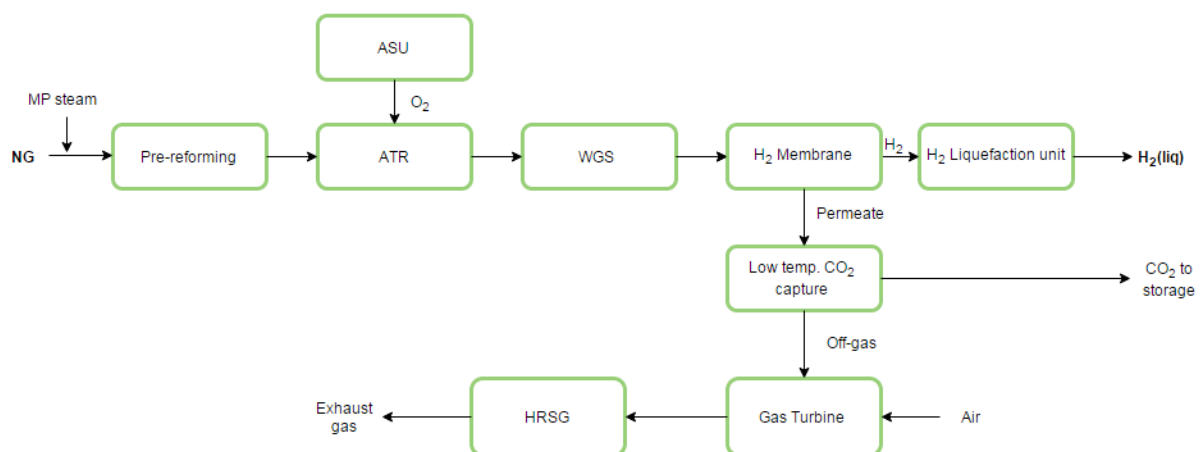 ASU
MP steam
O₂
NG
Pre-reforming
ATR
WGS
H₂ Membrane
H₂
H₂ Liquefaction unit
H₂(liq)
Permeate
Low temp. CO₂
capture
CO₂ to
storage
Off-gas
Exhaust
gas
HRSG
Gas Turbine
Air